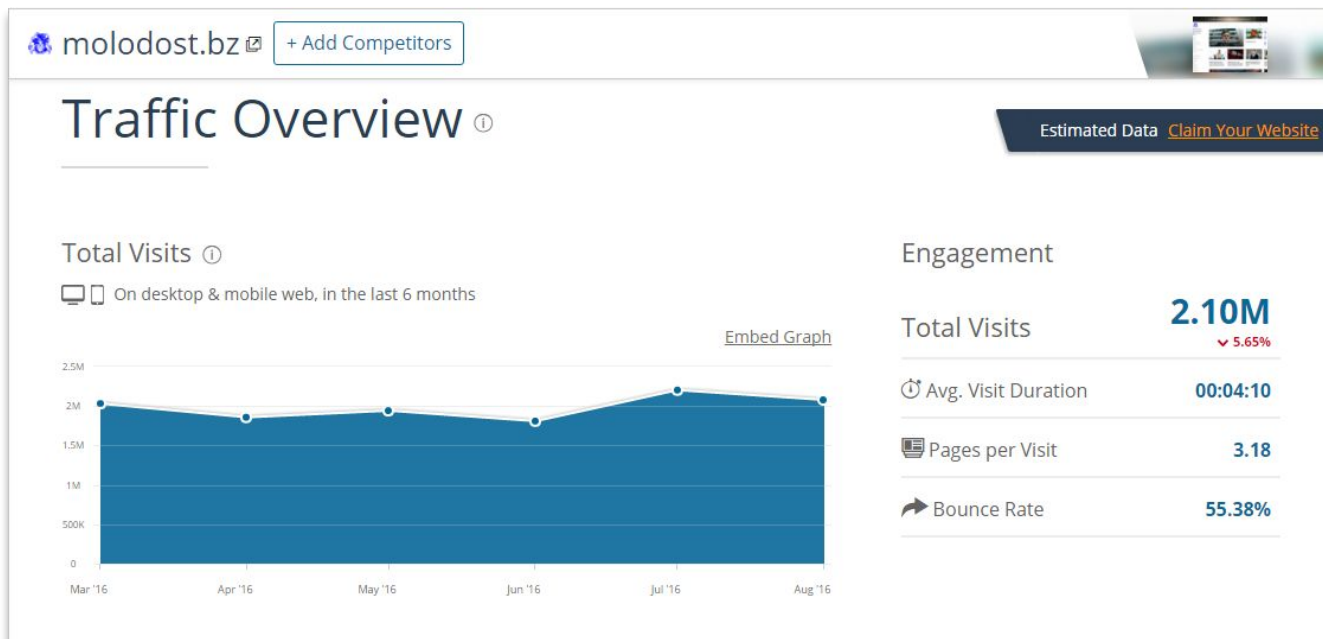 molodost.bz + Add Competitors
Traffic Overview
Estimated Data Claim Your Website
Total Visits
On desktop & mobile web, in the last 6 months
Embed Graph
2.5M
2M
1.5M
1M
500K
0
Mar '16 Apr '16 May '16 Jun '16 Jul '16 Aug '16
Engagement
Total Visits 2.10M
5.65%
Avg. Visit Duration 00:04:10
Pages per Visit 3.18
Bounce Rate 55.38%